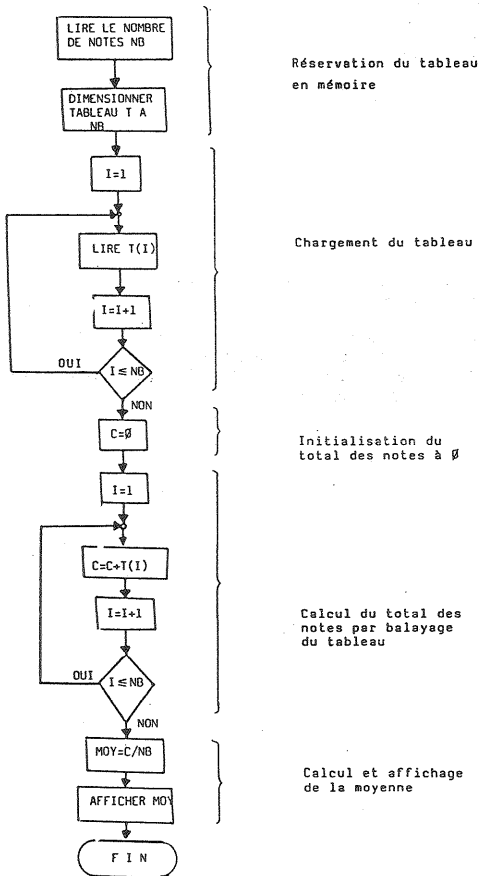 LIRE LE NOMBRE
DE NOTES NB
Réservation du tableau
en mémoire
DIMENSIONNER
TABLEAU T A
NB
I=1
LIRE T(I)
Chargement du tableau
I=I+1
OUI
I ≤ NB
NON
C=Ø
Initialisation du
total des notes à Ø
I=1
C=C+T(I)
I=I+1
Calcul du total des
notes par balayage
du tableau
OUI
I ≤ NB
NON
MOY=C/NB
Calcul et affichage
de la moyenne
AFFICHER MOY
F I N